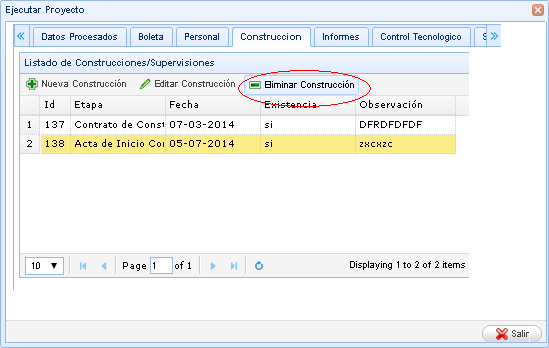 Ejecutar Proyecto
Datos Procesados Boleta Personal Construccion Informes Control Tecnologico
Listado de Construcciones/Supervisiones
Nueva Construcción Editar Construcción Eliminar Construcción
Id Etapa Fecha Existencia Observación
1 137 Contrato de Const 07-03-2014 si DFRDFDFDF
2 138 Acta de Inicio Con 05-07-2014 si zxcxzc
10 Page 1 of 1 Displaying 1 to 2 of 2 items
Salir